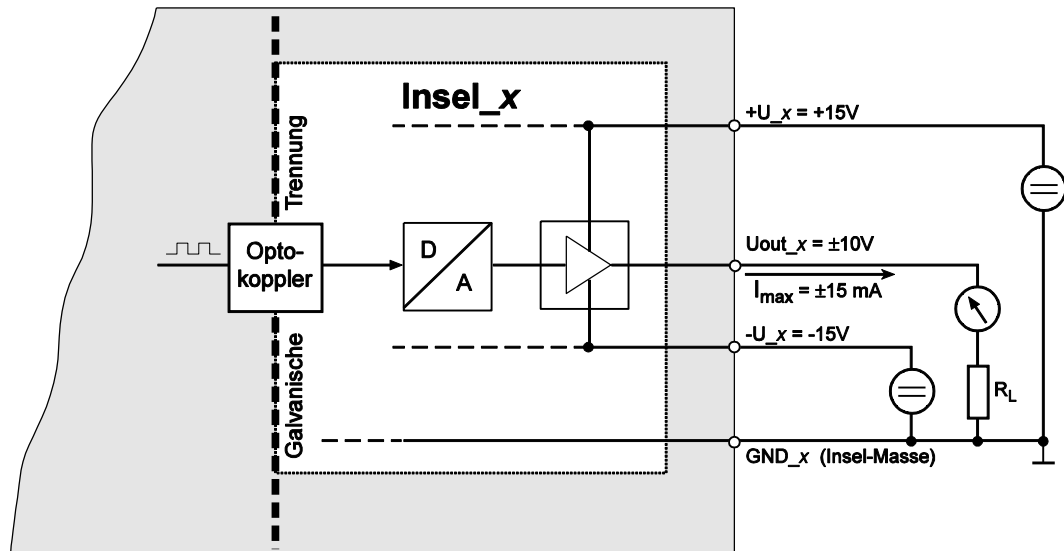 Insel_x
+U_x = +15V
Trennung
Opto-
koppler
D
A
Uout_x = ±10V
Imax = ±15 mA
-U_x = -15V
Galvanische
RL
GND_x (Insel-Masse)